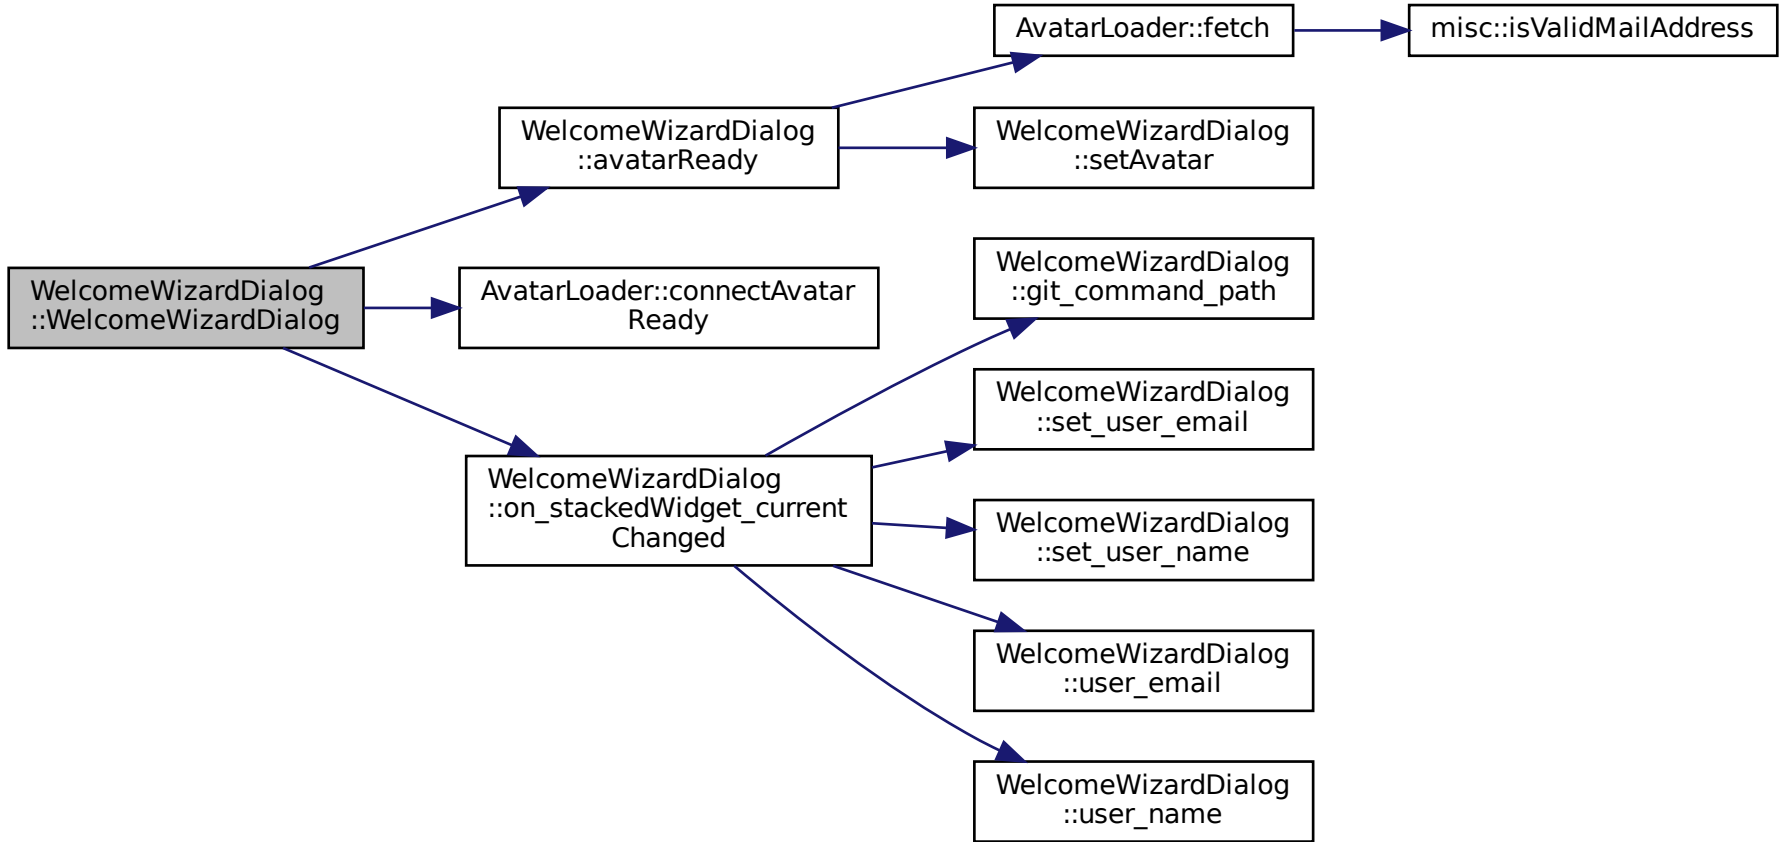 AvatarLoader::fetch
misc::isValidMailAddress
WelcomeWizardDialog
::avatarReady
WelcomeWizardDialog
::setAvatar
WelcomeWizardDialog
::git_command_path
WelcomeWizardDialog
::WelcomeWizardDialog
AvatarLoader::connectAvatar
Ready
WelcomeWizardDialog
::set_user_email
WelcomeWizardDialog
::on_stackedWidget_current
Changed
WelcomeWizardDialog
::set_user_name
WelcomeWizardDialog
::user_email
WelcomeWizardDialog
::user_name